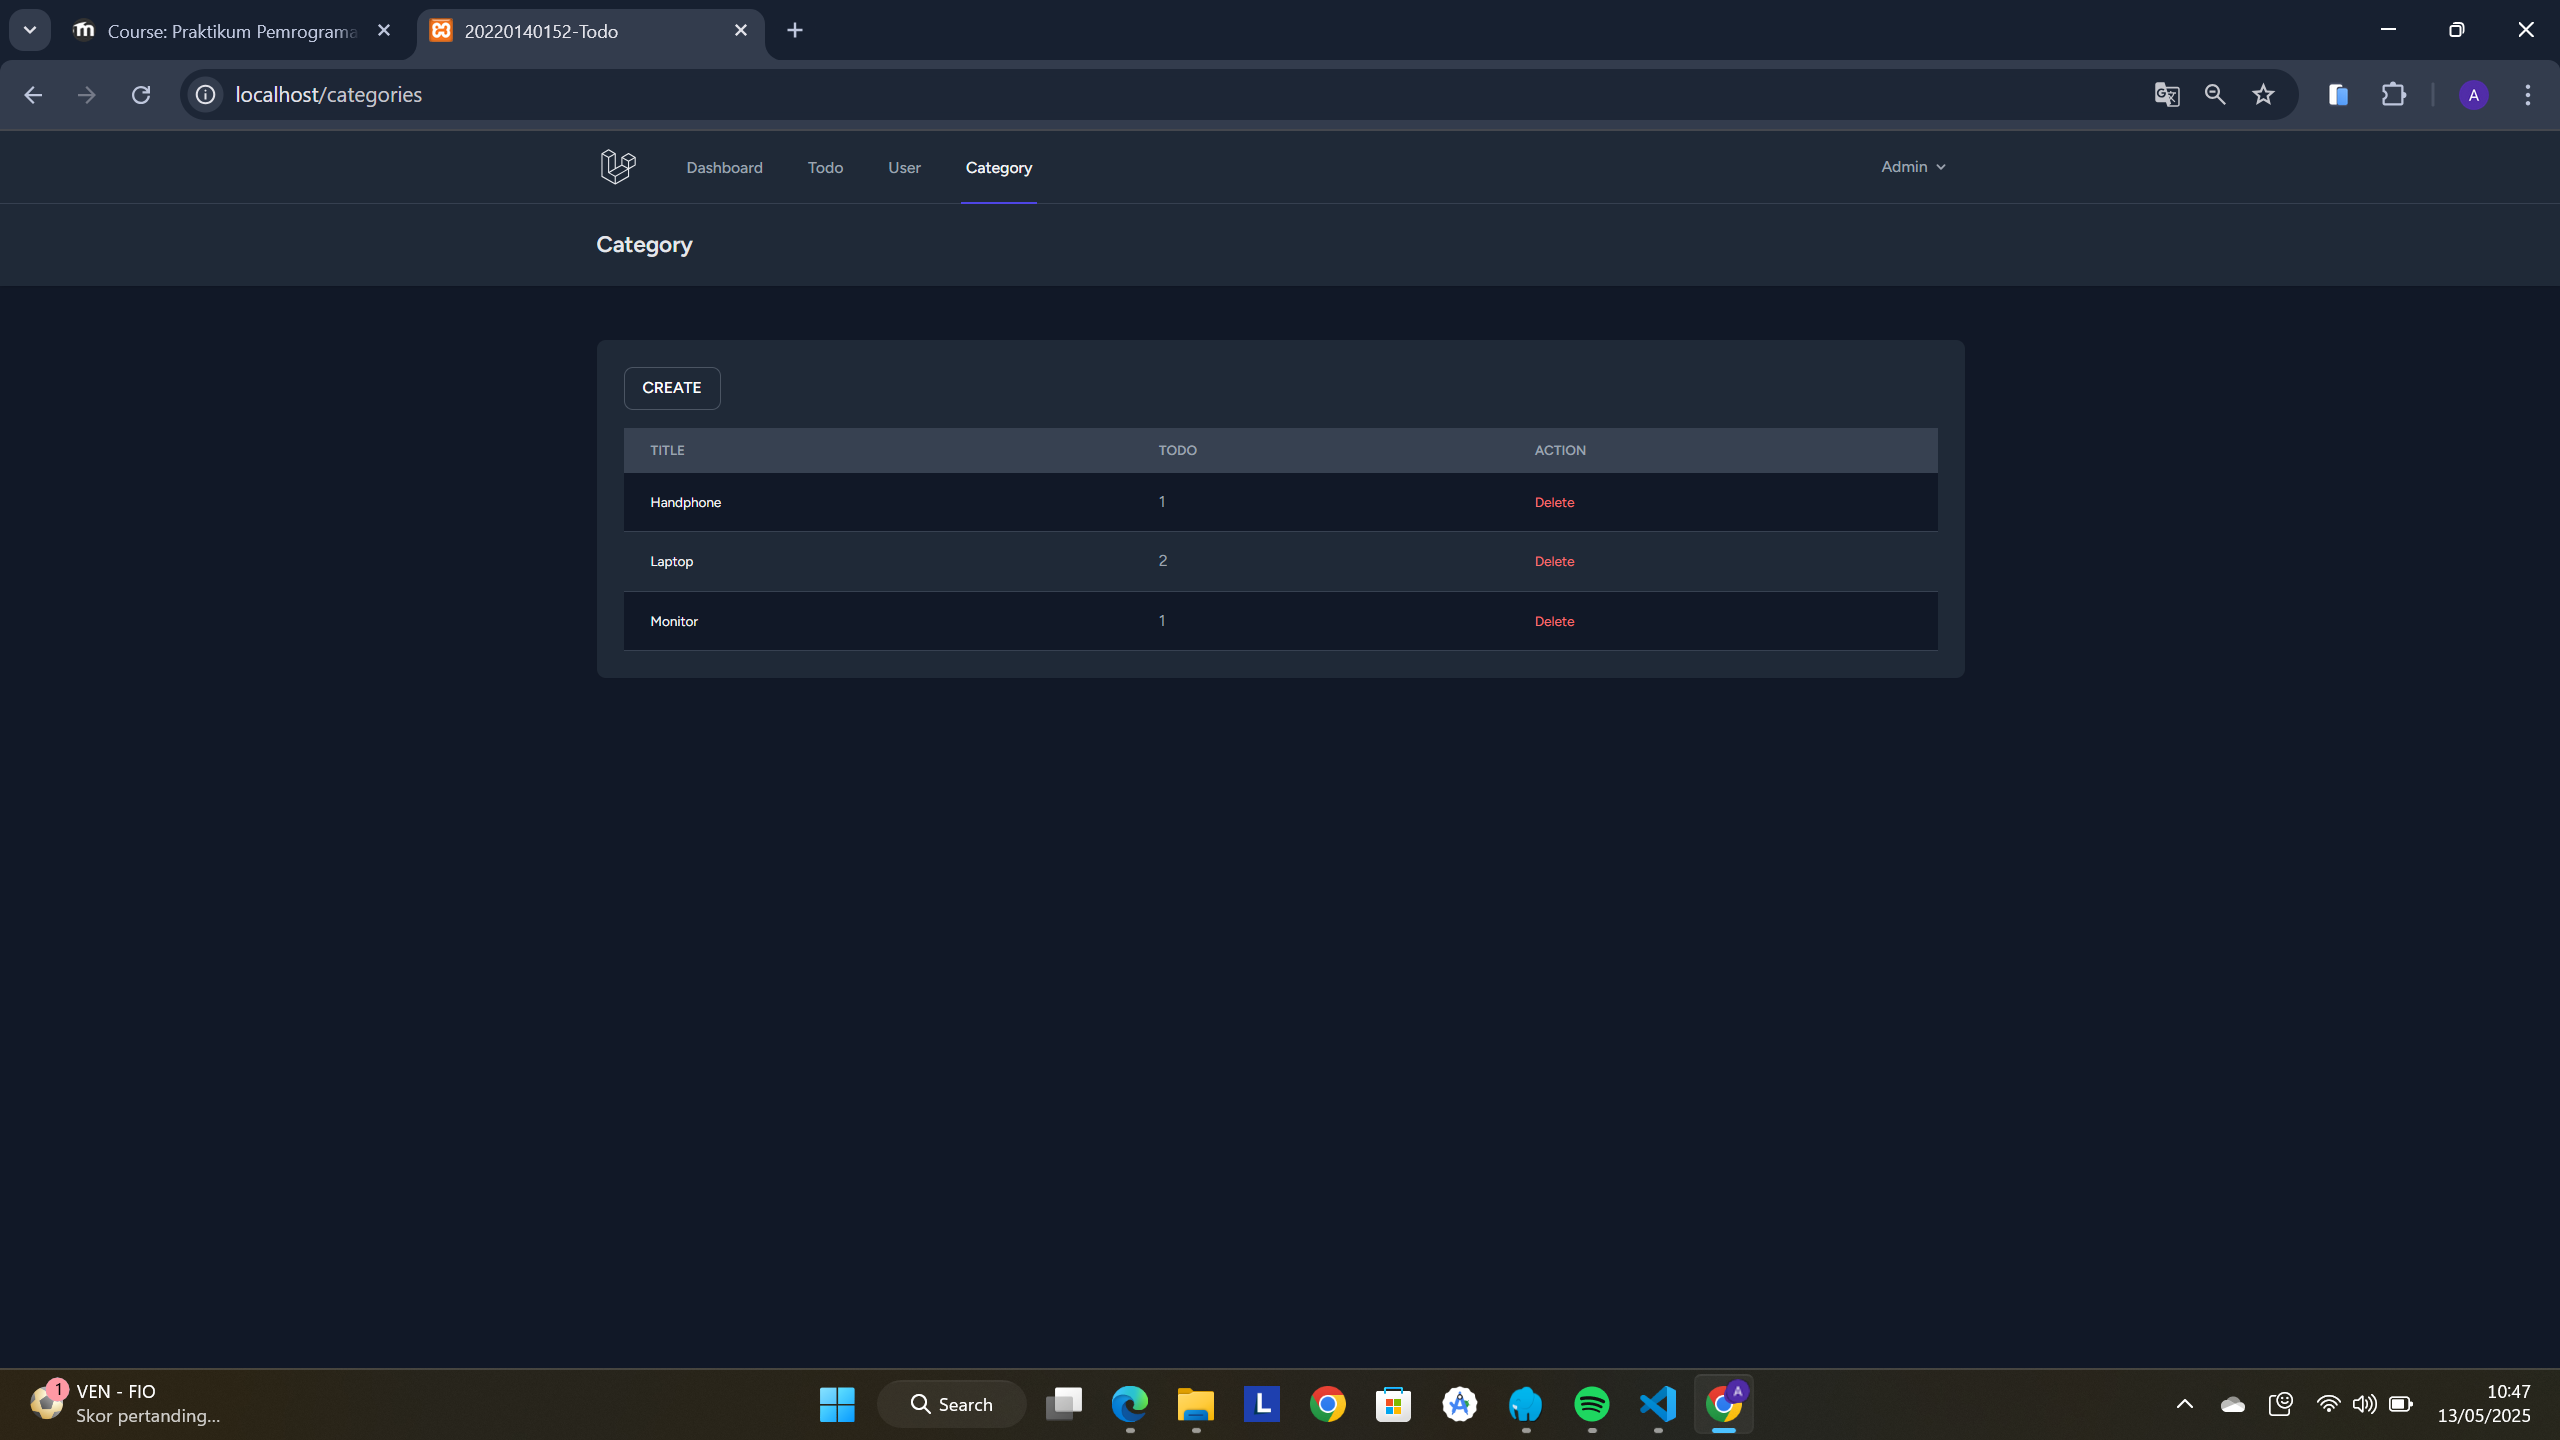 Course: Praktikum Pemrograma
20220140152-Todo
localhost/categories
A
Dashboard
Todo
User
Category
Admin
Category
CREATE
TITLE
TODO
ACTION
Handphone
1
Delete
Laptop
2
Delete
Monitor
1
Delete
1
VEN - FIO
Skor pertanding...
Search
L
A
10:47
13/05/2025